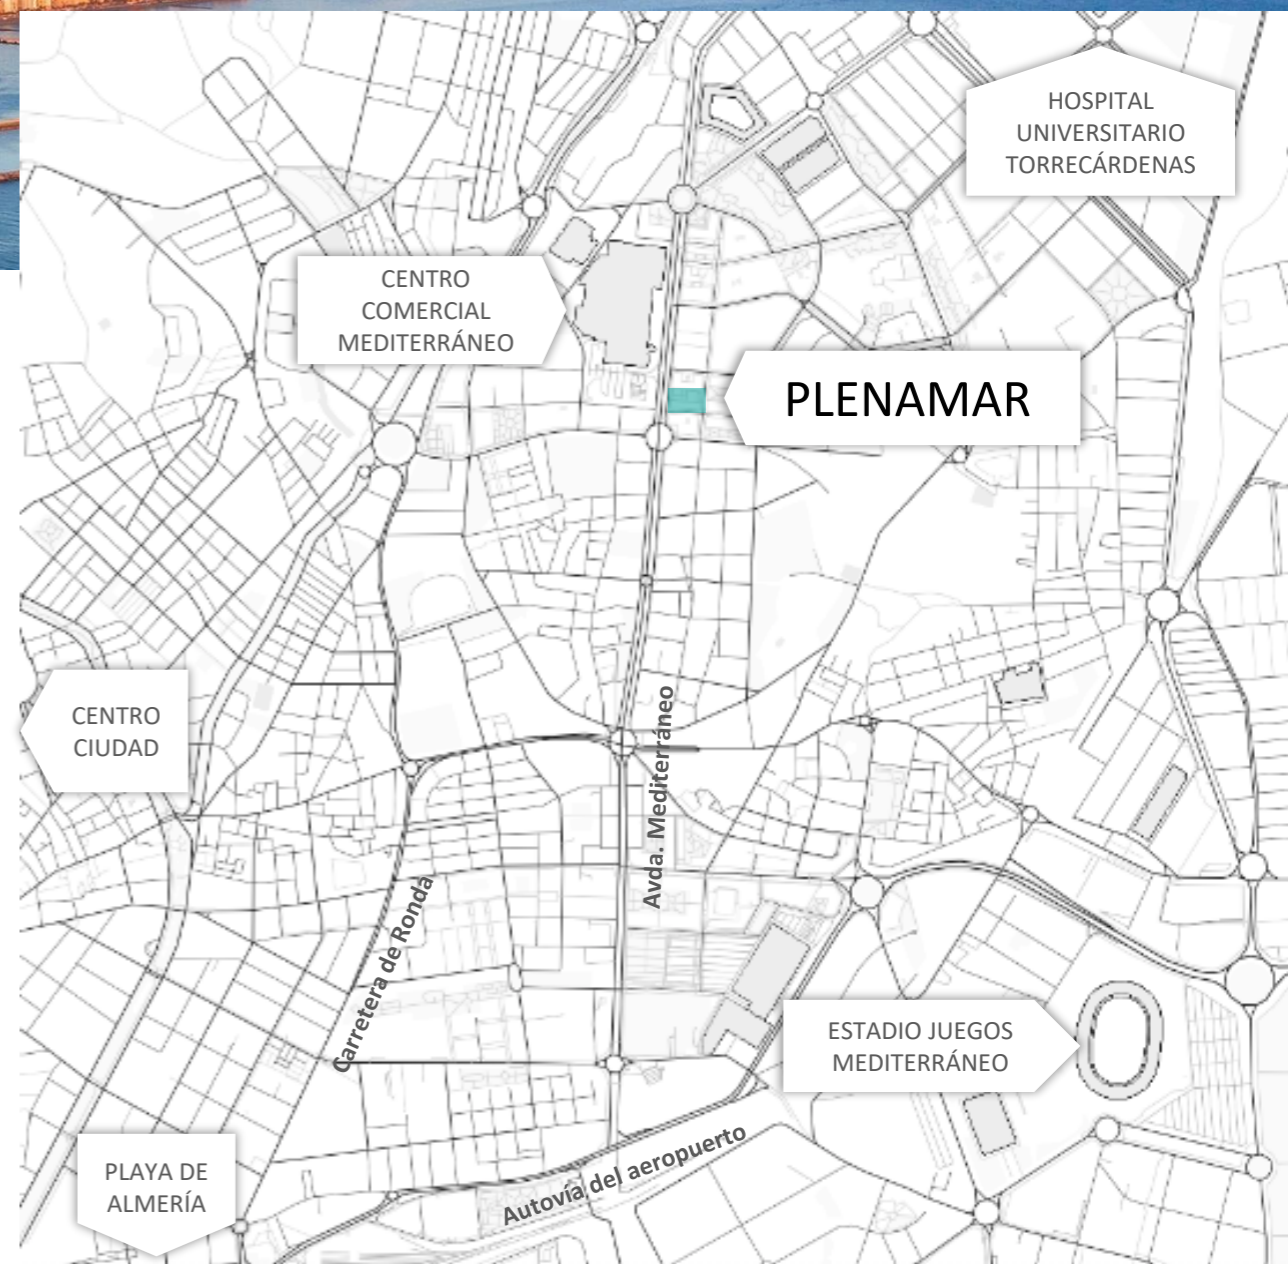 HOSPITAL
UNIVERSITARIO
TORRECÁRDENAS
CENTRO
COMERCIAL
MEDITERRÁNEO
PLENAMAR
CENTRO
CIUDAD
Avda. Mediterráneo
Carretera de Ronda
ESTADIO JUEGOS
MEDITERRÁNEO
Autovía del aeropuerto
PLAYA DE
ALMERÍA